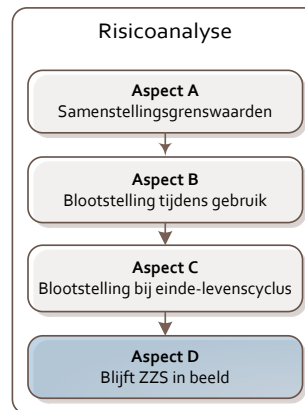 Risicoanalyse
Aspect A
Samenstellingsgrenswaarden
Aspect B
Blootstelling tijdens gebruik
Aspect C
Blootstelling bij einde-levenscyclus
Aspect D
Blijft ZZS in beeld